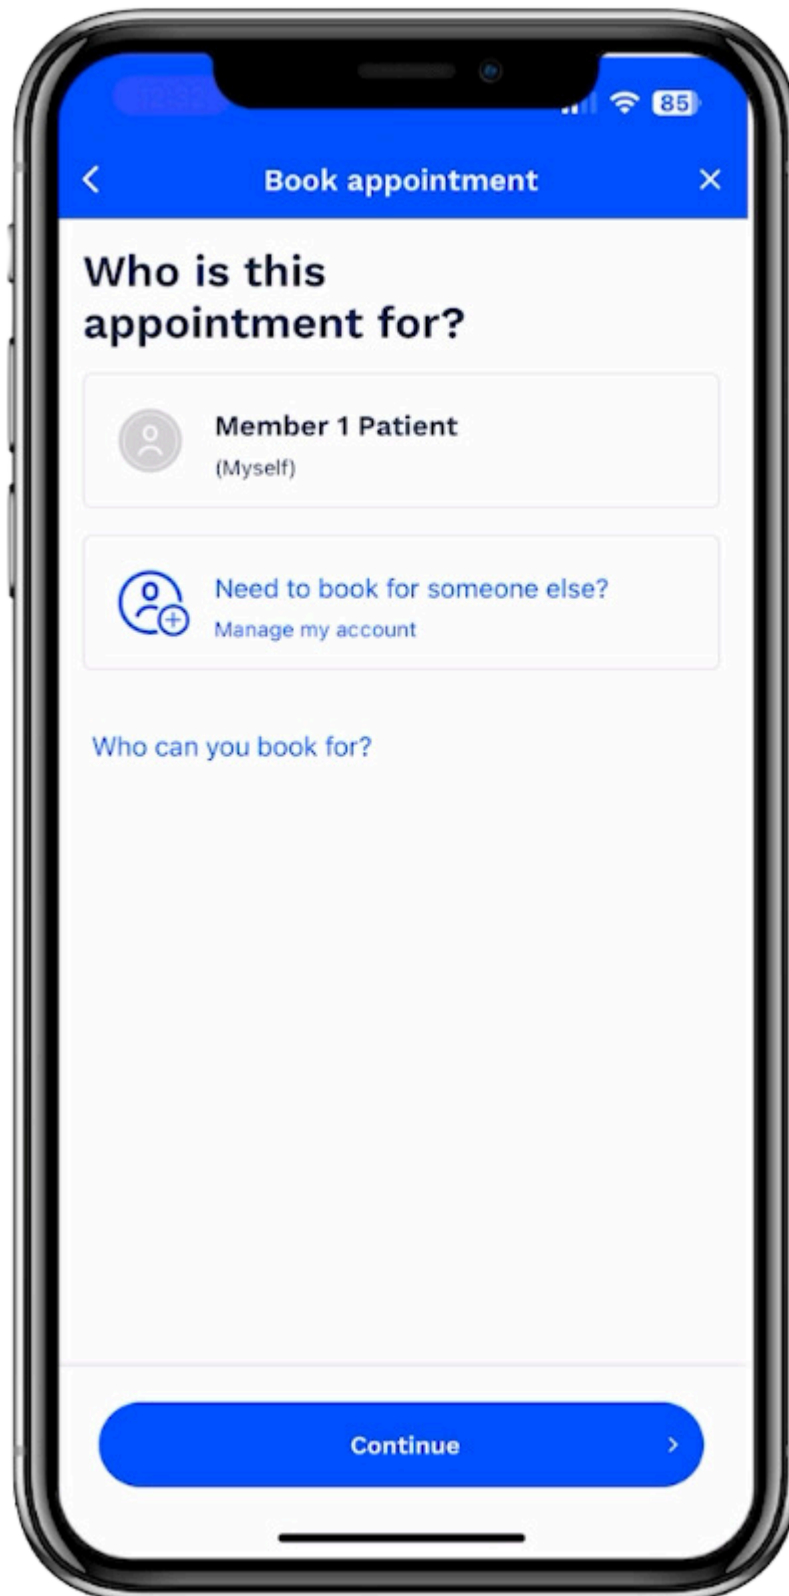 85
Book appointment
Who is this
appointment for?
Member 1 Patient
(Myself)
Need to book for someone else?
Manage my account
Who can you book for?
Continue